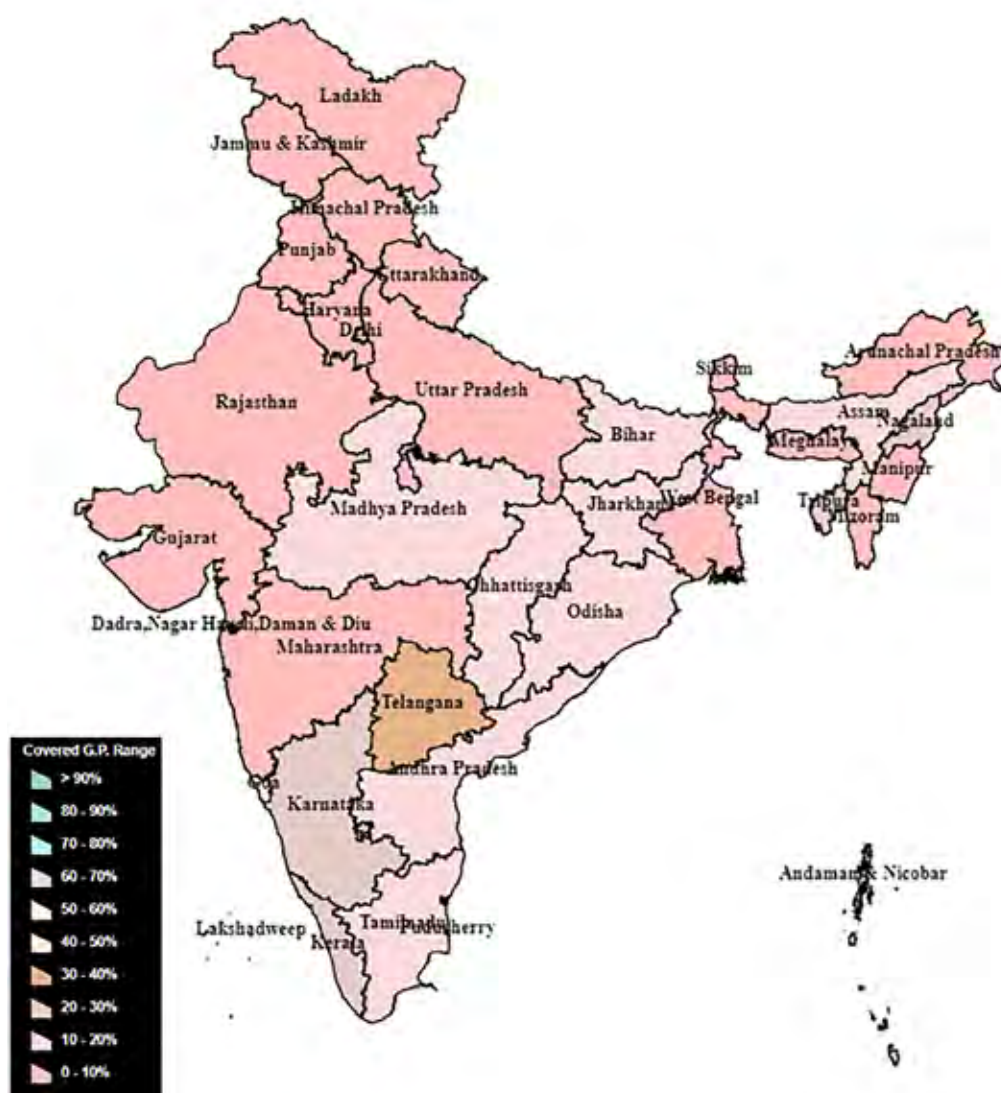 Ladakh
Jammu & Kashmir
Himachal Pradesh
Punjab
Uttarakhand
Haryana
Delhi
Arunachal Pradesh
Sikkim
Uttar Pradesh
Rajasthan
Assam
Nagaland
Bihar
Meghalaya
Manipur
Jharkhand
West Bengal
Tripura
Mizoram
Madhya Pradesh
Gujarat
Chhattisgarh
Odisha
Dadra,Nagar Haveli,Daman & Diu
Maharashtra
Telangana
Andhra Pradesh
Goa
Karnataka
Andaman & Nicobar
Lakshadweep
Kerala
Tamilnadu
Puducherry
Covered G.P. Range
> 90%
80 - 90%
70 - 80%
60 - 70%
50 - 60%
40 - 50%
30 - 40%
20 - 30%
10 - 20%
0 - 10%